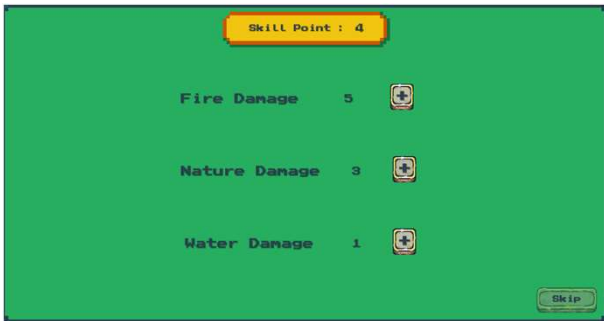 Skill Point : 4
Fire Damage 5 +
Nature Damage 3 +
Water Damage 1 +
Skip